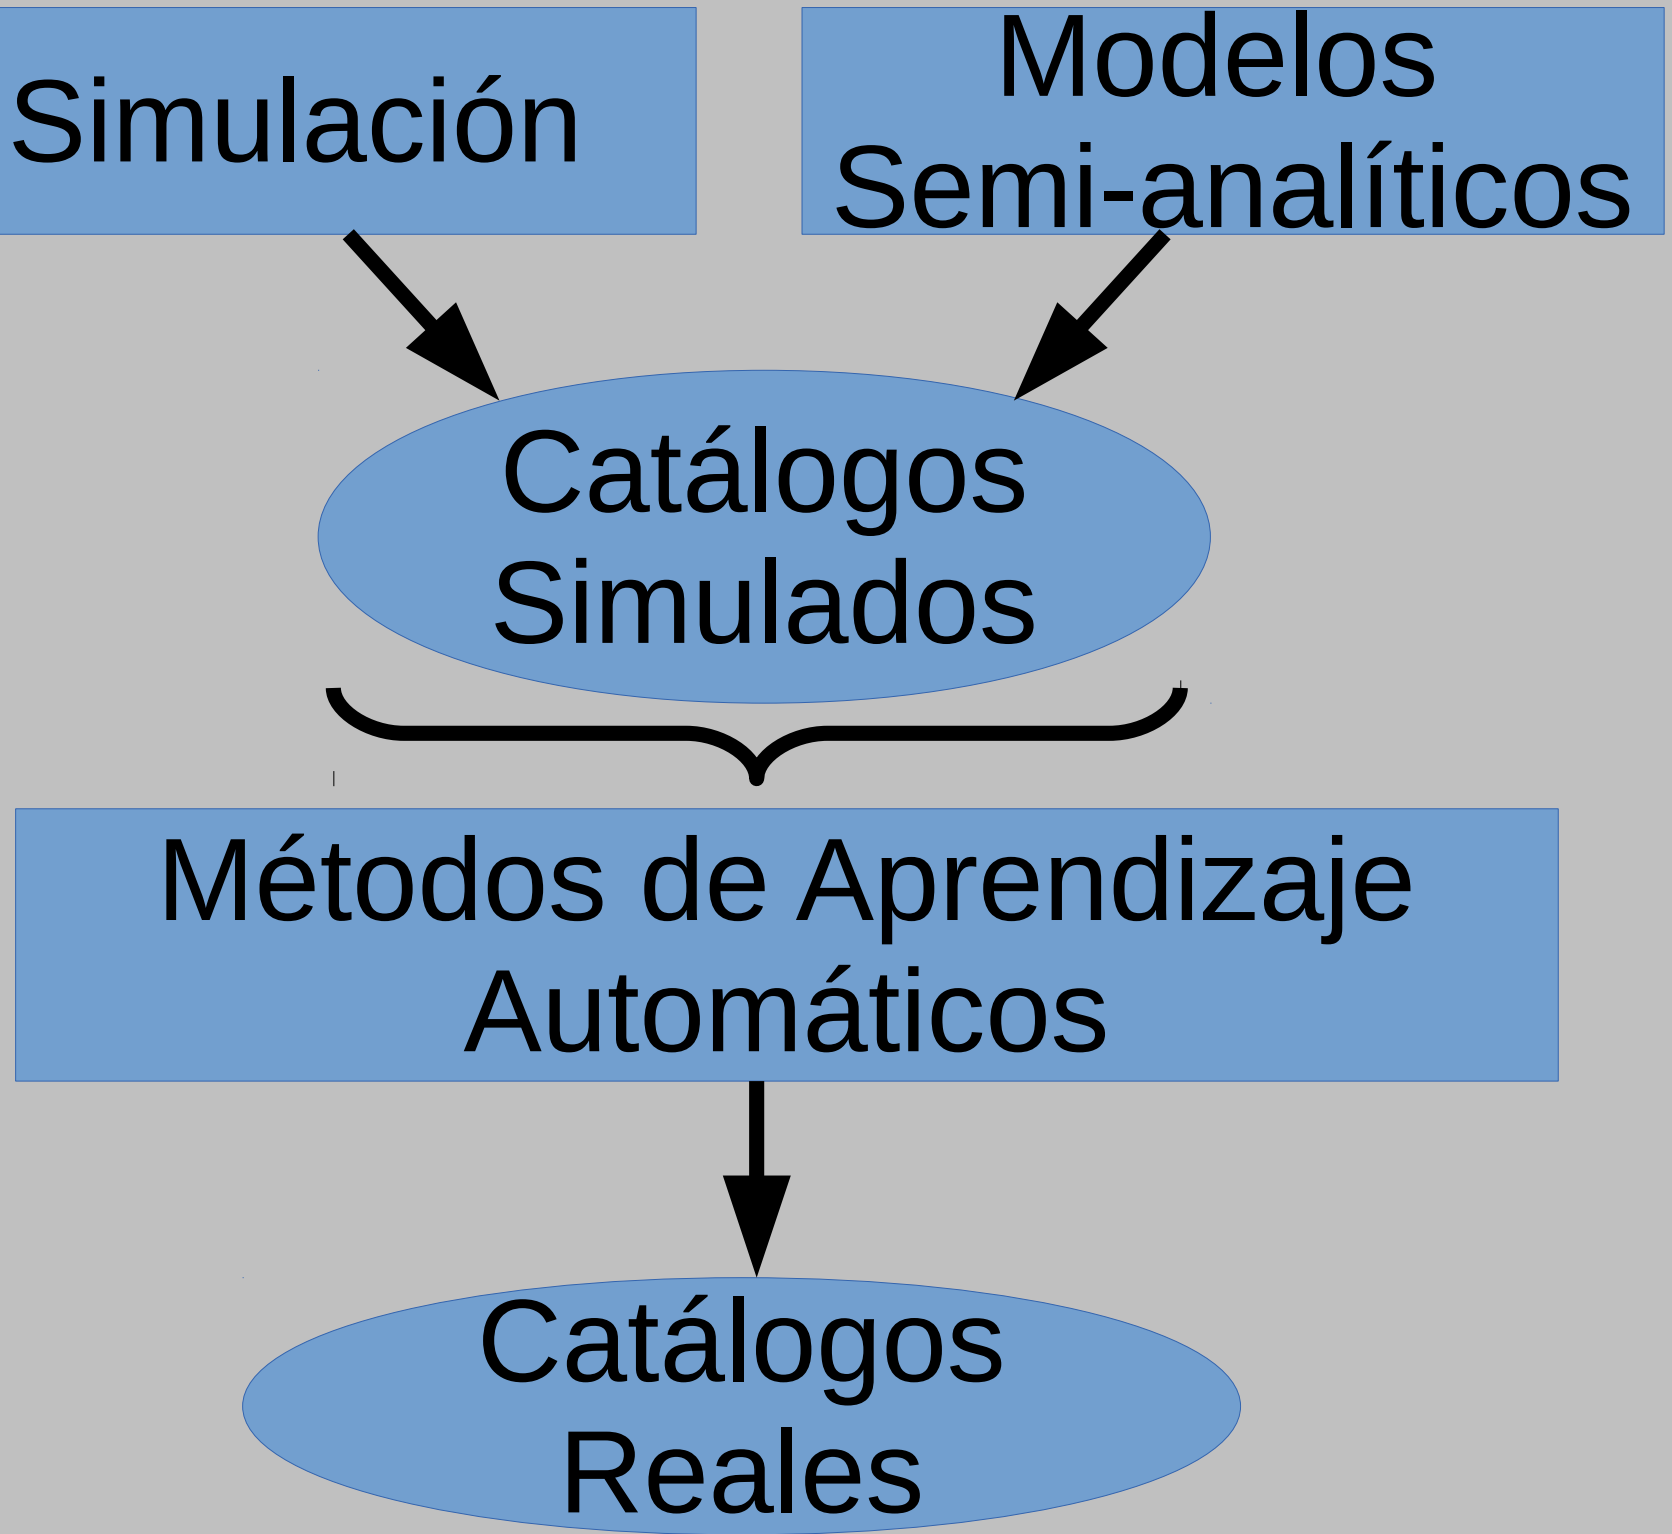 Simulación
Modelos
Semi-analíticos
Catálogos
Simulados
Métodos de Aprendizaje
Automáticos
Catálogos
Reales